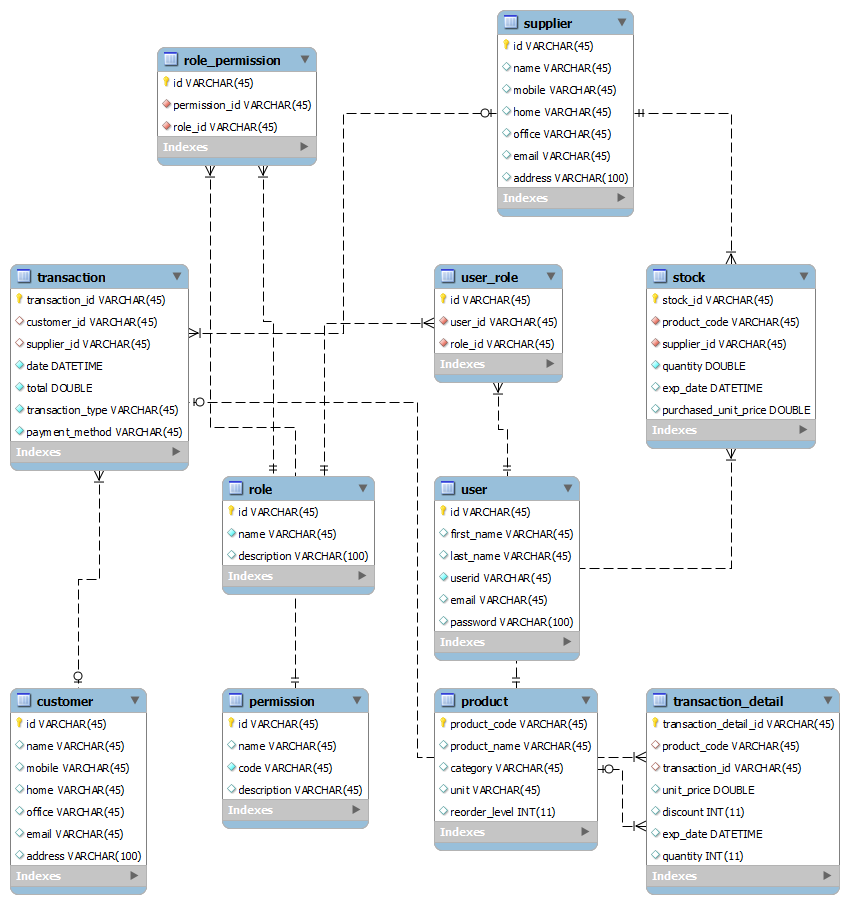 supplier
id VARCHAR(45)
name VARCHAR(45)
mobile VARCHAR(45)
home VARCHAR(45)
office VARCHAR(45)
email VARCHAR(45)
address VARCHAR(100)
Indexes
role_permission
id VARCHAR(45)
permission_id VARCHAR(45)
role_id VARCHAR(45)
Indexes
transaction
transaction_id VARCHAR(45)
customer_id VARCHAR(45)
supplier_id VARCHAR(45)
date DATETIME
total DOUBLE
transaction_type VARCHAR(45)
payment_method VARCHAR(45)
Indexes
user_role
id VARCHAR(45)
user_id VARCHAR(45)
role_id VARCHAR(45)
Indexes
stock
stock_id VARCHAR(45)
product_code VARCHAR(45)
supplier_id VARCHAR(45)
quantity DOUBLE
exp_date DATETIME
purchased_unit_price DOUBLE
Indexes
role
id VARCHAR(45)
name VARCHAR(45)
description VARCHAR(100)
Indexes
user
id VARCHAR(45)
first_name VARCHAR(45)
last_name VARCHAR(45)
userid VARCHAR(45)
email VARCHAR(45)
password VARCHAR(100)
Indexes
customer
id VARCHAR(45)
name VARCHAR(45)
mobile VARCHAR(45)
home VARCHAR(45)
office VARCHAR(45)
email VARCHAR(45)
address VARCHAR(100)
Indexes
permission
id VARCHAR(45)
name VARCHAR(45)
code VARCHAR(45)
description VARCHAR(45)
Indexes
product
product_code VARCHAR(45)
product_name VARCHAR(45)
category VARCHAR(45)
unit VARCHAR(45)
reorder_level INT(11)
Indexes
transaction_detail
transaction_detail_id VARCHAR(45)
product_code VARCHAR(45)
transaction_id VARCHAR(45)
unit_price DOUBLE
discount INT(11)
exp_date DATETIME
quantity INT(11)
Indexes